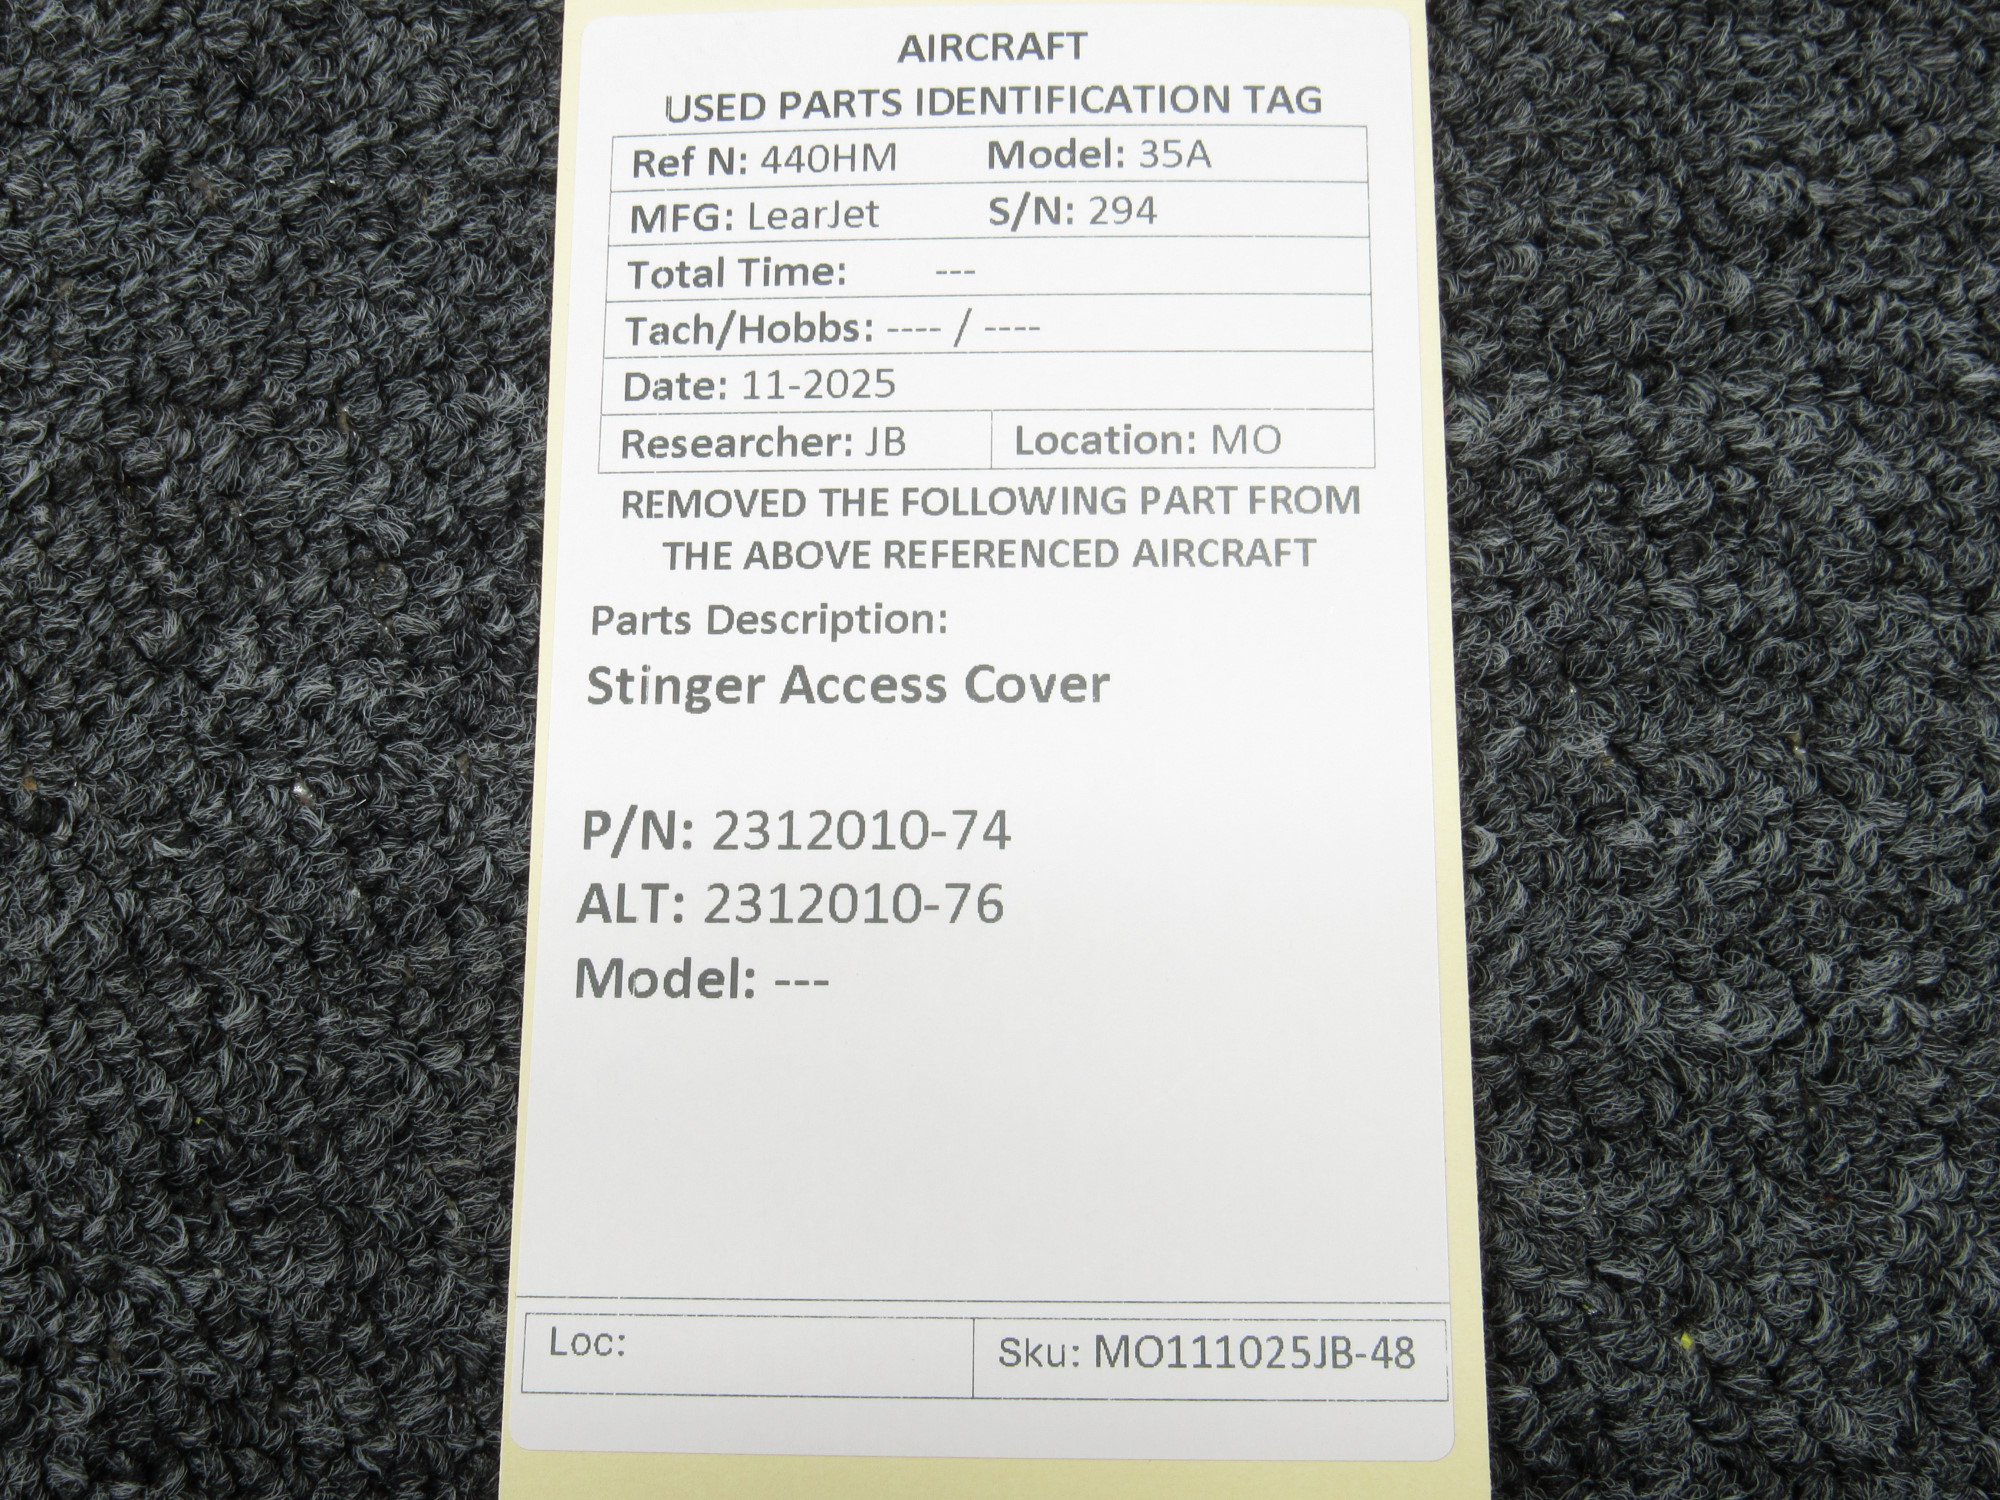 AIRCRAFT
USED PARTS IDENTIFICATION TAG
Ref N: 440HM Model: 35A
MFG: LearJet S/N: 294
Total Time: ---
Tach/Hobbs: ---- / ----
Date: 11-2025
Researcher: JB Location: MO
REMOVED THE FOLLOWING PART FROM
THE ABOVE REFERENCED AIRCRAFT
Parts Description:
Stinger Access Cover
P/N: 2312010-74
ALT: 2312010-76
Model: ---
Loc: Sku: MO111025JB-48